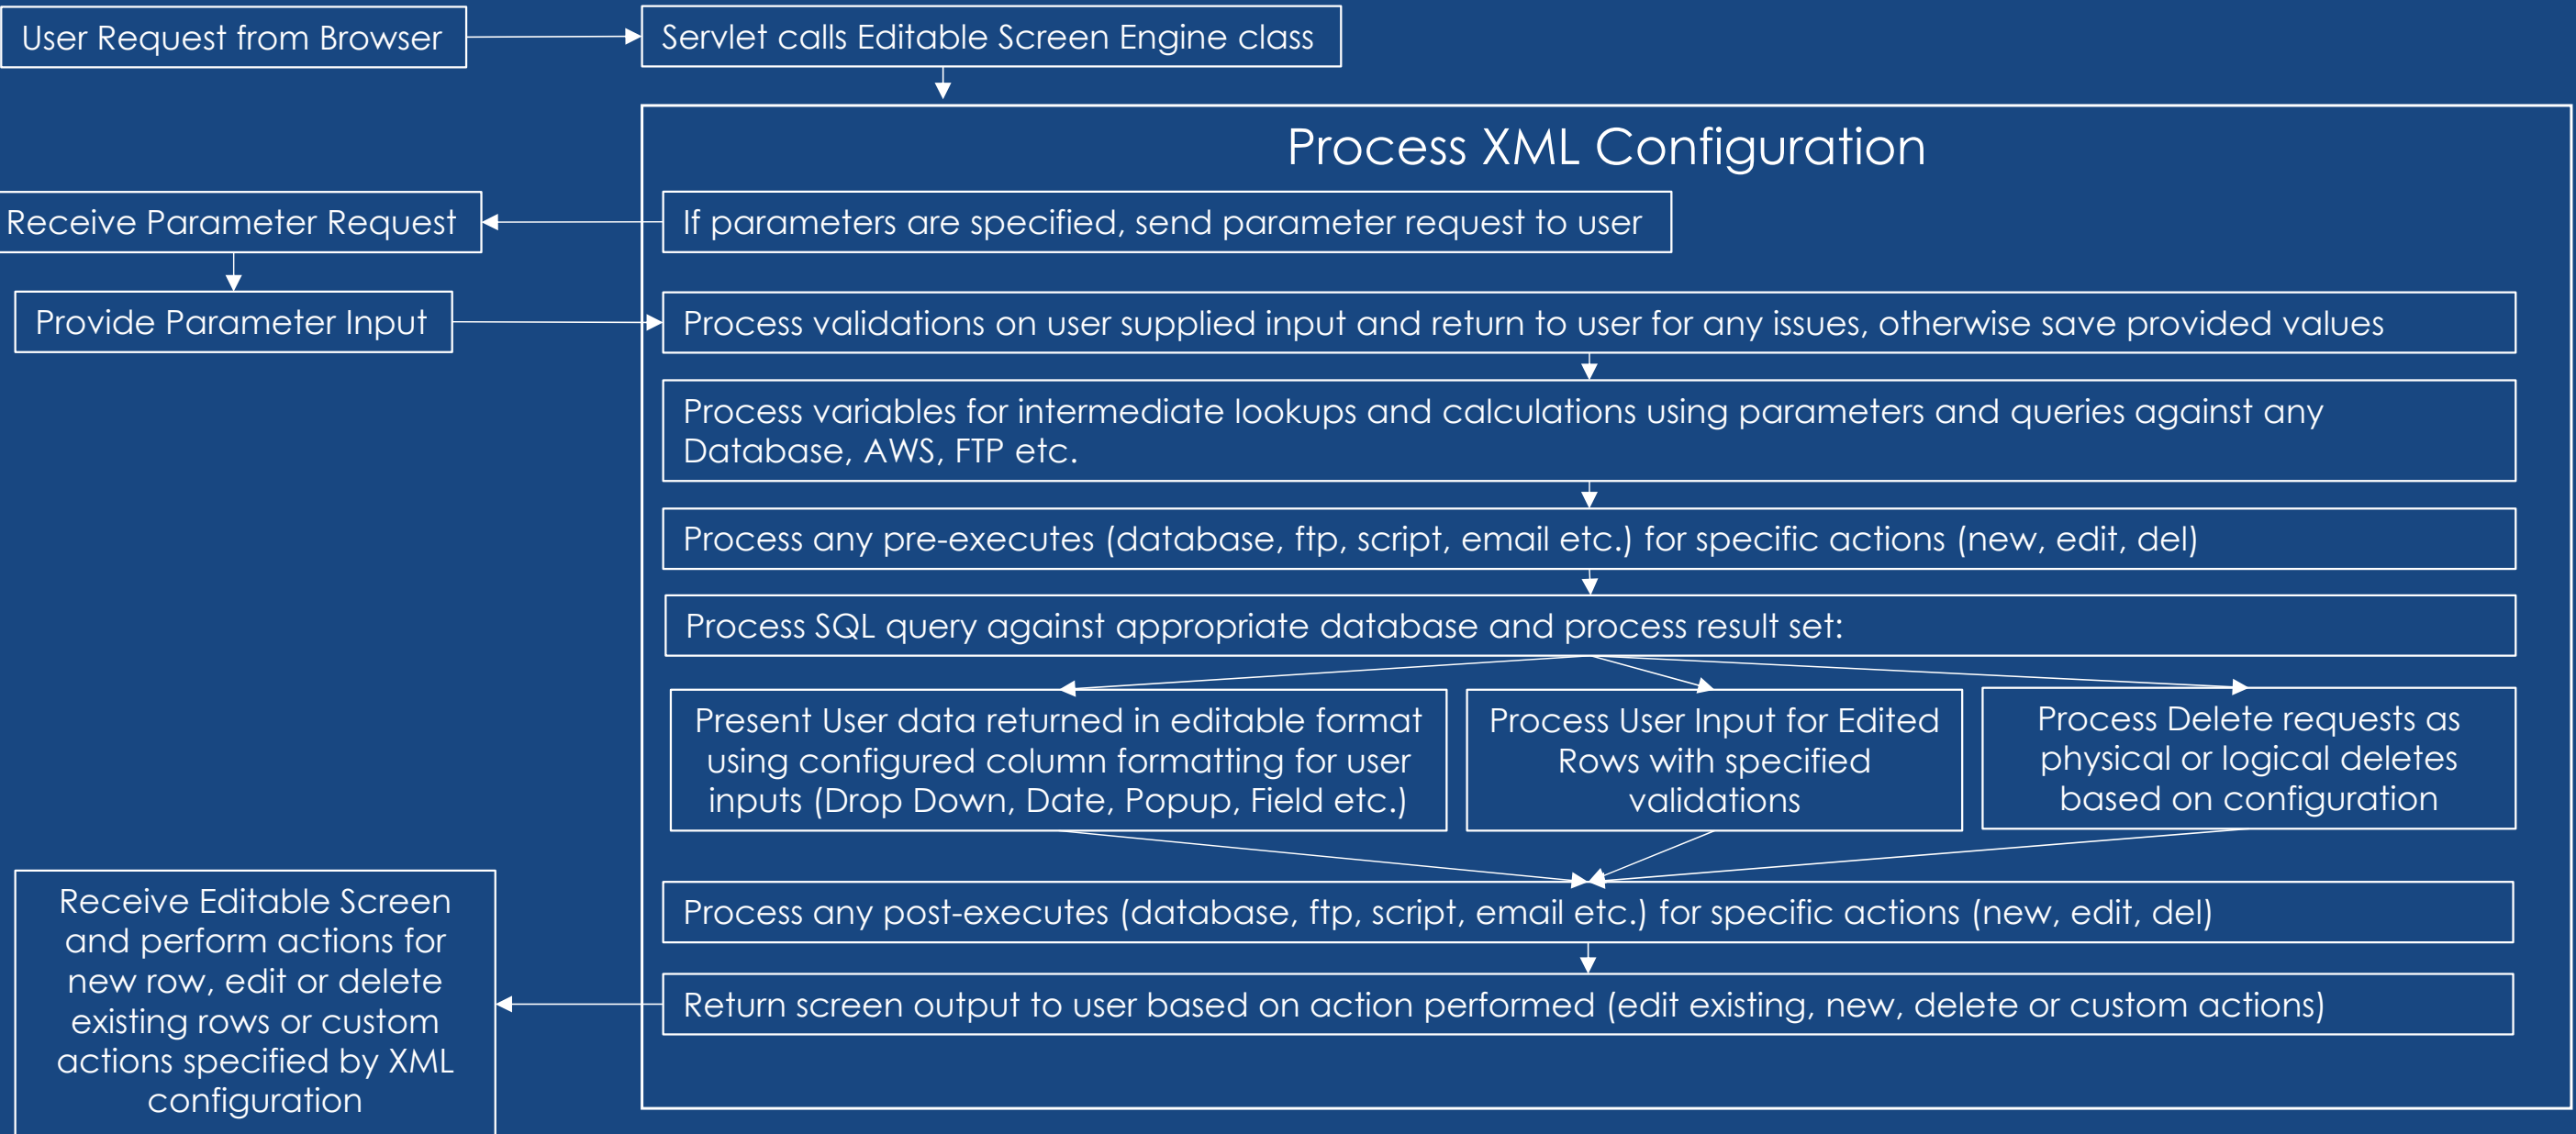 User Request from Browser
Servlet calls Editable Screen Engine class
Process XML Configuration
Receive Parameter Request
If parameters are specified, send parameter request to user
Provide Parameter Input
Process validations on user supplied input and return to user for any issues, otherwise save provided values
Process variables for intermediate lookups and calculations using parameters and queries against any
Database, AWS, FTP etc.
Process any pre-executes (database, ftp, script, email etc.) for specific actions (new, edit, del)
Process SQL query against appropriate database and process result set:
Present User data returned in editable format
using configured column formatting for user
inputs (Drop Down, Date, Popup, Field etc.)
Process User Input for Edited
Rows with specified
validations
Process Delete requests as
physical or logical deletes
based on configuration
Process any post-executes (database, ftp, script, email etc.) for specific actions (new, edit, del)
Return screen output to user based on action performed (edit existing, new, delete or custom actions)
Receive Editable Screen
and perform actions for
new row, edit or delete
existing rows or custom
actions specified by XML
configuration